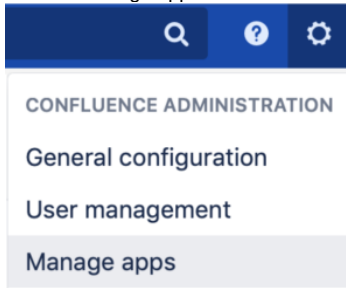 CONFLUENCE ADMINISTRATION
General configuration
User management
Manage apps